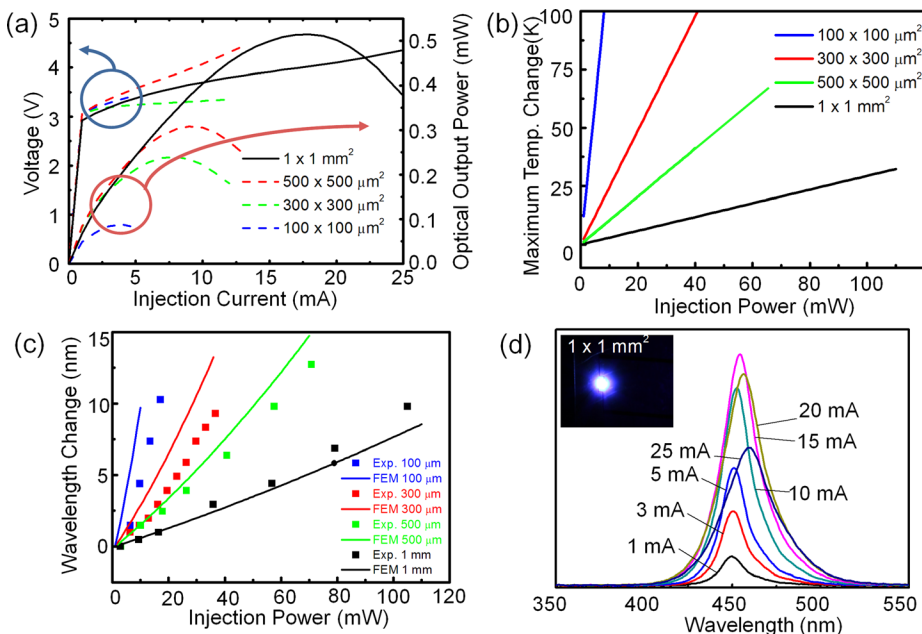 (a)
5
4
3
2
1
0
Voltage (V)
0.5
0.4
0.3
0.2
0.1
0.0
Optical Output Power (mW)
1 x 1 mm²
500 x 500 μm²
300 x 300 μm²
100 x 100 μm²
0 5 10 15 20 25
Injection Current (mA)
(b)
100
75
50
25
0
Maximum Temp. Change(K)
100 x 100 μm²
300 x 300 μm²
500 x 500 μm²
1 x 1 mm²
0 40 80 120
Injection Power (mW)
(c)
15
10
5
0
Wavelength Change (nm)
Exp. 100 μm
FEM 100 μm
Exp. 300 μm
FEM 300 μm
Exp. 500 μm
FEM 500 μm
Exp. 1 mm
FEM 1 mm
0 20 40 60 80 100 120
Injection Power (mW)
(d)
1 x 1 mm²
20 mA
15 mA
25 mA
5 mA
10 mA
3 mA
1 mA
350 400 450 500 550
Wavelength (nm)